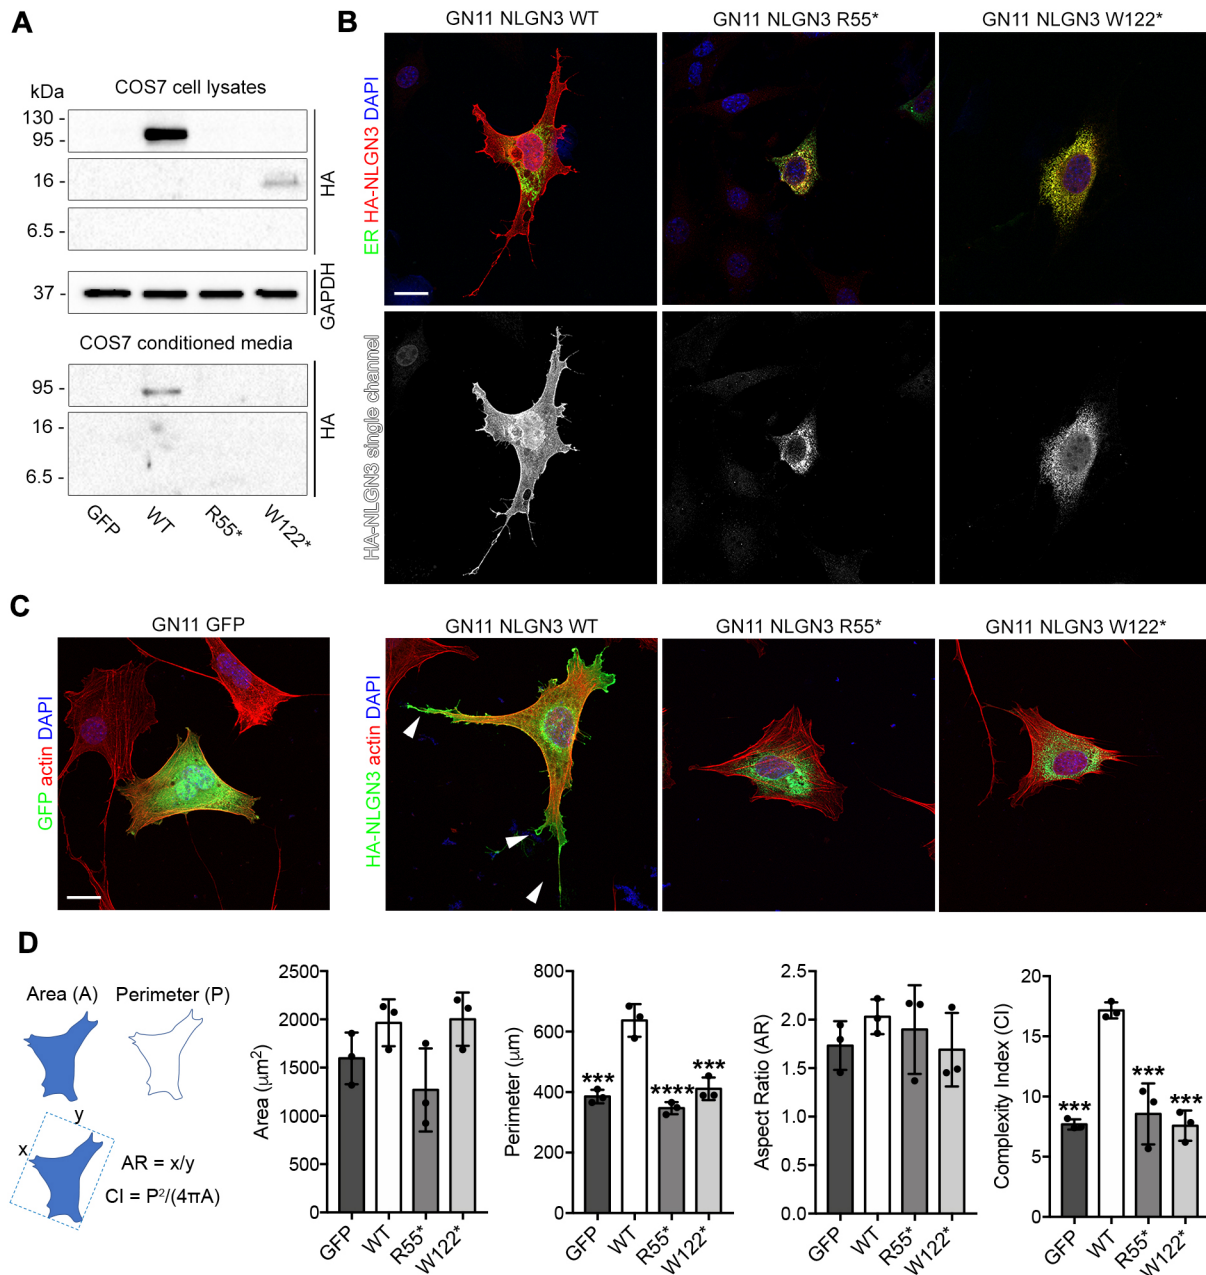 A
kDa
COS7 cell lysates
130 -
95 -
16 -
6.5 -
HA
37 -
GAPDH
COS7 conditioned media
95 -
16 -
6.5 -
HA
GFP
WT
R55*
W122*
B
GN11 NLGN3 WT
GN11 NLGN3 R55*
GN11 NLGN3 W122*
ER HA-NLGN3 DAPI
HA-NLGN3 single channel
C
GN11 GFP
GN11 NLGN3 WT
GN11 NLGN3 R55*
GN11 NLGN3 W122*
GFP actin DAPI
HA-NLGN3 actin DAPI
D
Area (A)
Perimeter (P)
y
x
AR = x/y
CI = P²/(4πA)
Area (µm²)
2500
2000
1500
1000
500
0
GFP
WT
R55*
W122*
Perimeter (µm)
800
600
400
200
0
***
****
***
GFP
WT
R55*
W122*
Aspect Ratio (AR)
2.5
2.0
1.5
1.0
0.5
0.0
GFP
WT
R55*
W122*
Complexity Index (CI)
20
15
10
5
0
***
***
***
GFP
WT
R55*
W122*